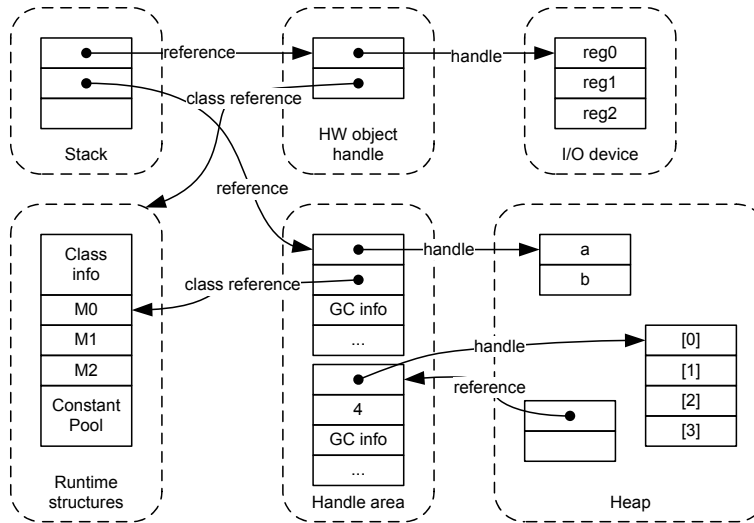 reference
handle
reg0
reg1
reg2
class reference
Stack
HW object
handle
I/O device
reference
Class
info
M0
M1
M2
Constant
Pool
Runtime
structures
class reference
GC info
...
4
GC info
...
Handle area
handle
a
b
handle
[0]
[1]
[2]
[3]
reference
Heap